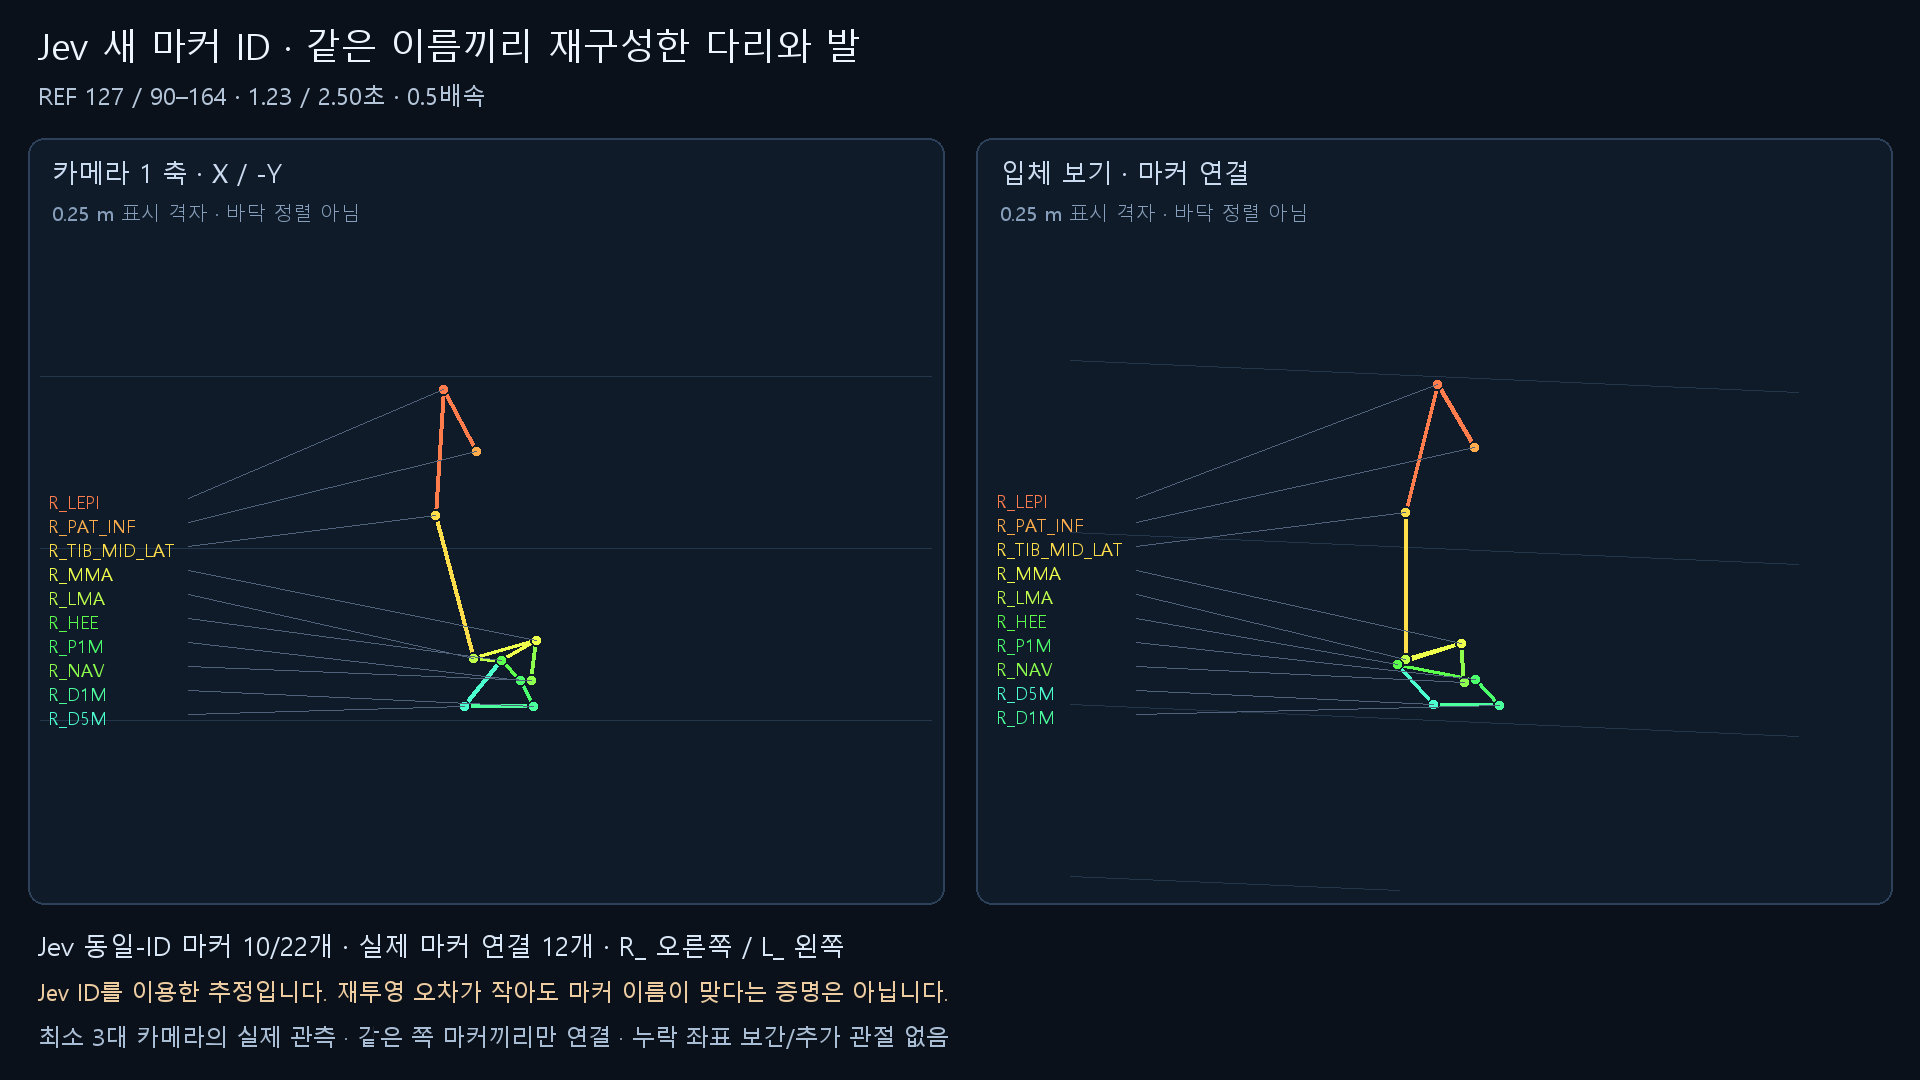 Jev 새 마커 ID · 같은 이름끼리 재구성한 다리와 발
REF 127 / 90–164 · 1.23 / 2.50초 · 0.5배속
카메라 1 축 · X / -Y
0.25 m 표시 격자 · 바닥 정렬 아님
R_LEPI
R_PAT_INF
R_TIB_MID_LAT
R_MMA
R_LMA
R_HEE
R_P1M
R_NAV
R_D1M
R_D5M
입체 보기 · 마커 연결
0.25 m 표시 격자 · 바닥 정렬 아님
R_LEPI
R_PAT_INF
R_TIB_MID_LAT
R_MMA
R_LMA
R_HEE
R_P1M
R_NAV
R_D5M
R_D1M
Jev 동일-ID 마커 10/22개 · 실제 마커 연결 12개 · R_ 오른쪽 / L_ 왼쪽
Jev ID를 이용한 추정입니다. 재투영 오차가 작아도 마커 이름이 맞다는 증명은 아닙니다.
최소 3대 카메라의 실제 관측 · 같은 쪽 마커끼리만 연결 · 누락 좌표 보간/추가 관절 없음